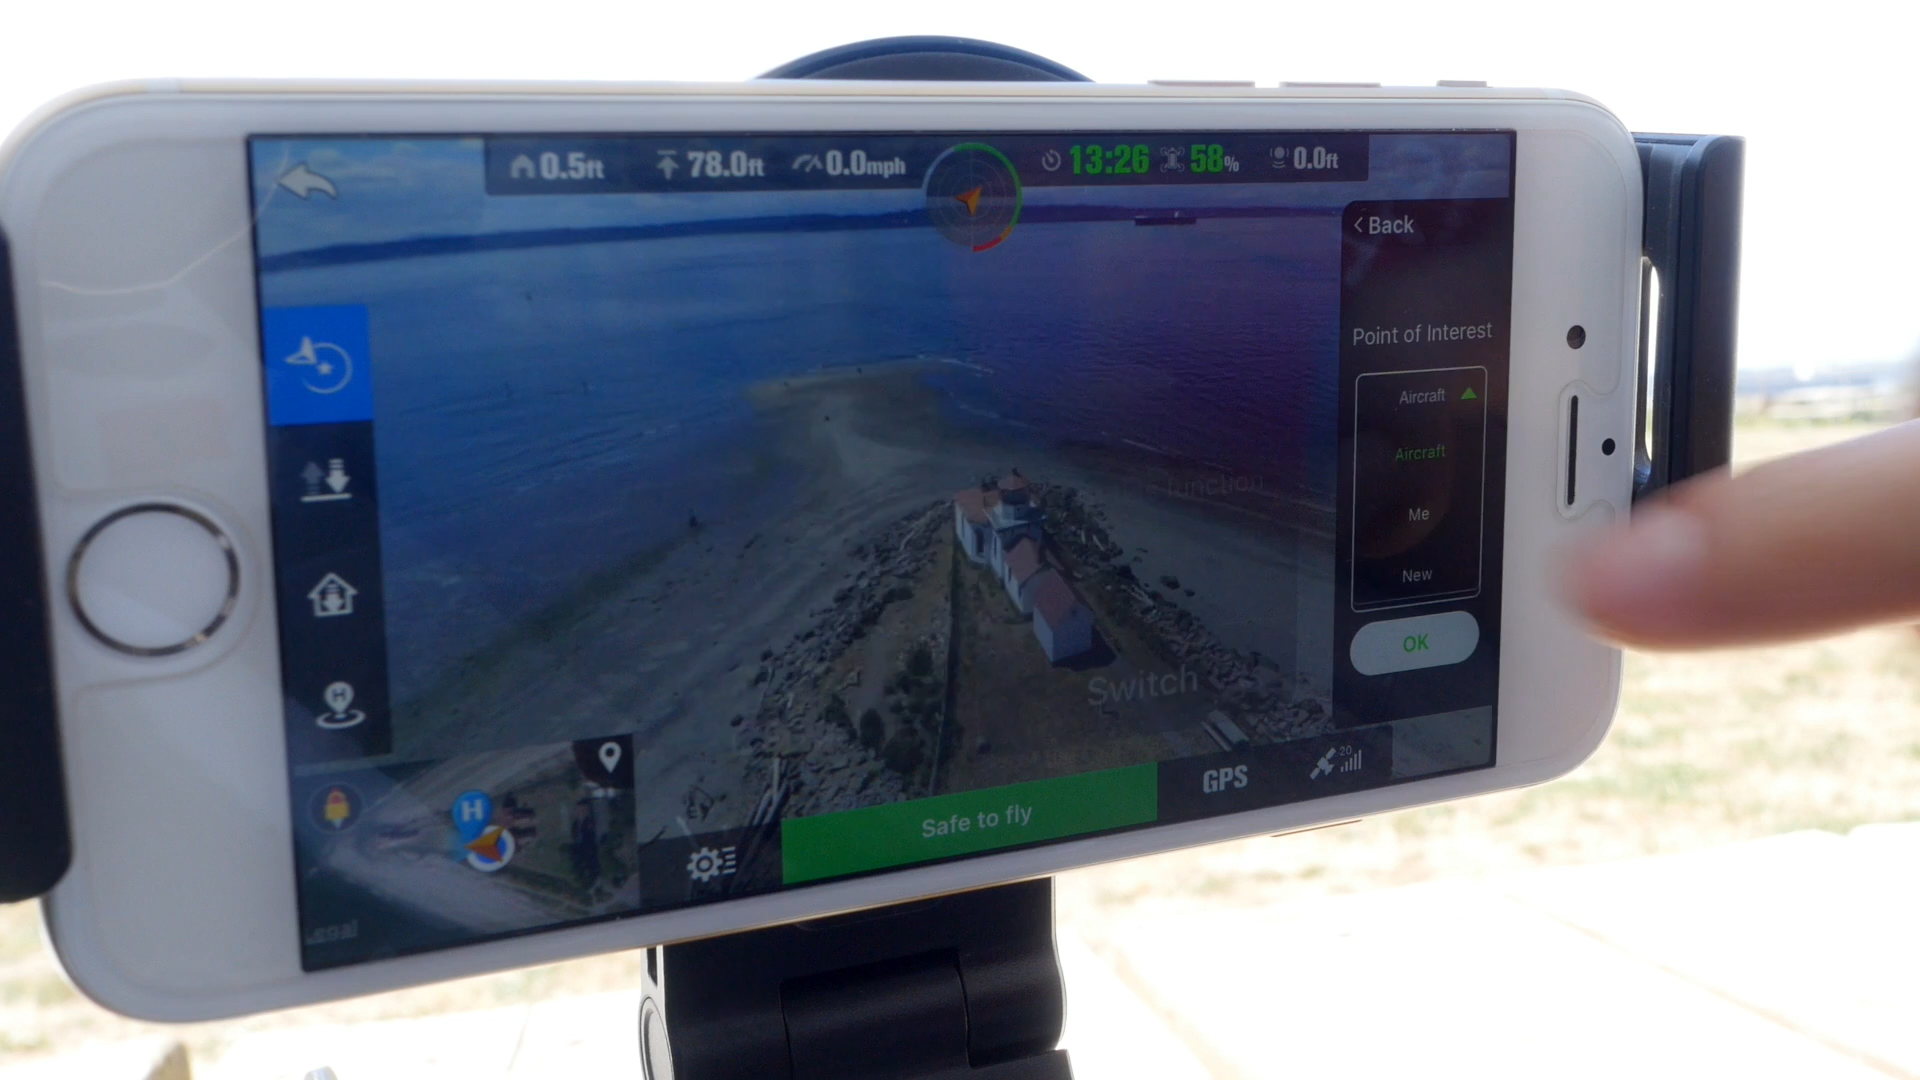 0.5ft 78.0ft 0.0mph 13:26 58% 0.0ft
Back
Point of Interest
Aircraft
Aircraft
Me
New
OK
function
Switch
H
Safe to fly
GPS
20
H